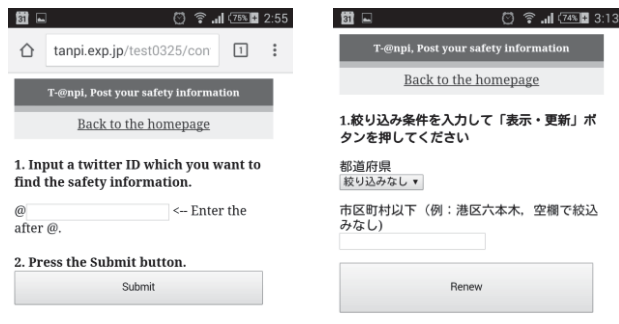 31
75%
2:55
tanpi.exp.jp/test0325/con
1
T-@npi, Post your safety information
Back to the homepage
1. Input a twitter ID which you want to
find the safety information.
@ <-- Enter the
after @.
2. Press the Submit button.
Submit
31
74%
3:13
T-@npi, Post your safety information
Back to the homepage
1.絞り込み条件を入力して「表示・更新」ボ
タンを押してください
都道府県
絞り込みなし ▼
市区町村以下（例：港区六本木, 空欄で絞込
みなし)
Renew